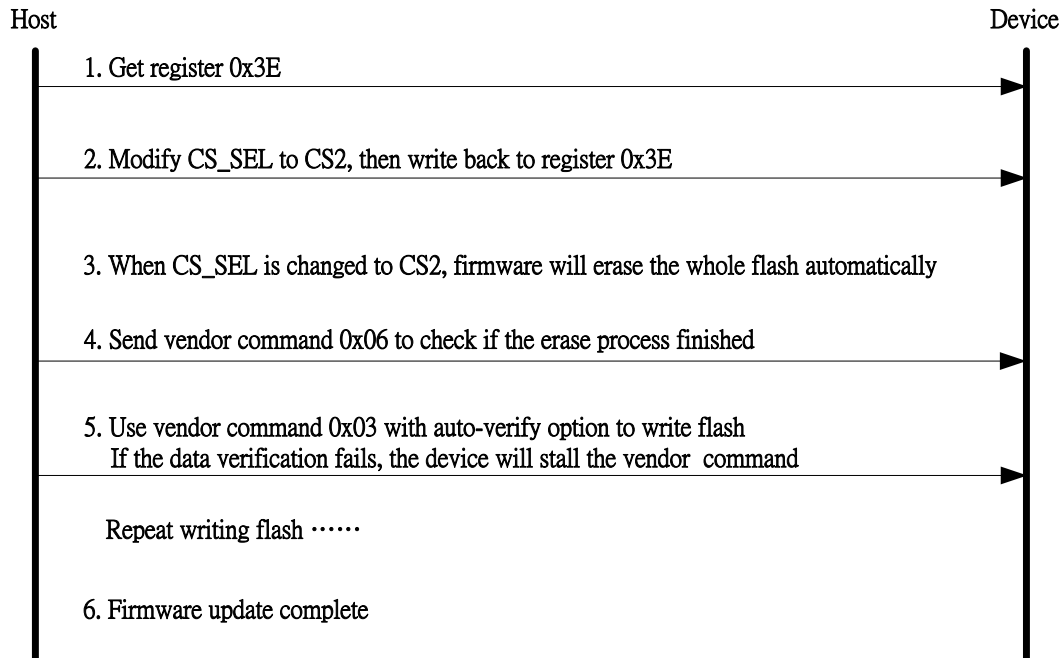 Host
Device
1. Get register 0x3E
2. Modify CS_SEL to CS2, then write back to register 0x3E
3. When CS_SEL is changed to CS2, firmware will erase the whole flash automatically
4. Send vendor command 0x06 to check if the erase process finished
5. Use vendor command 0x03 with auto-verify option to write flash
If the data verification fails, the device will stall the vendor command
Repeat writing flash ······
6. Firmware update complete